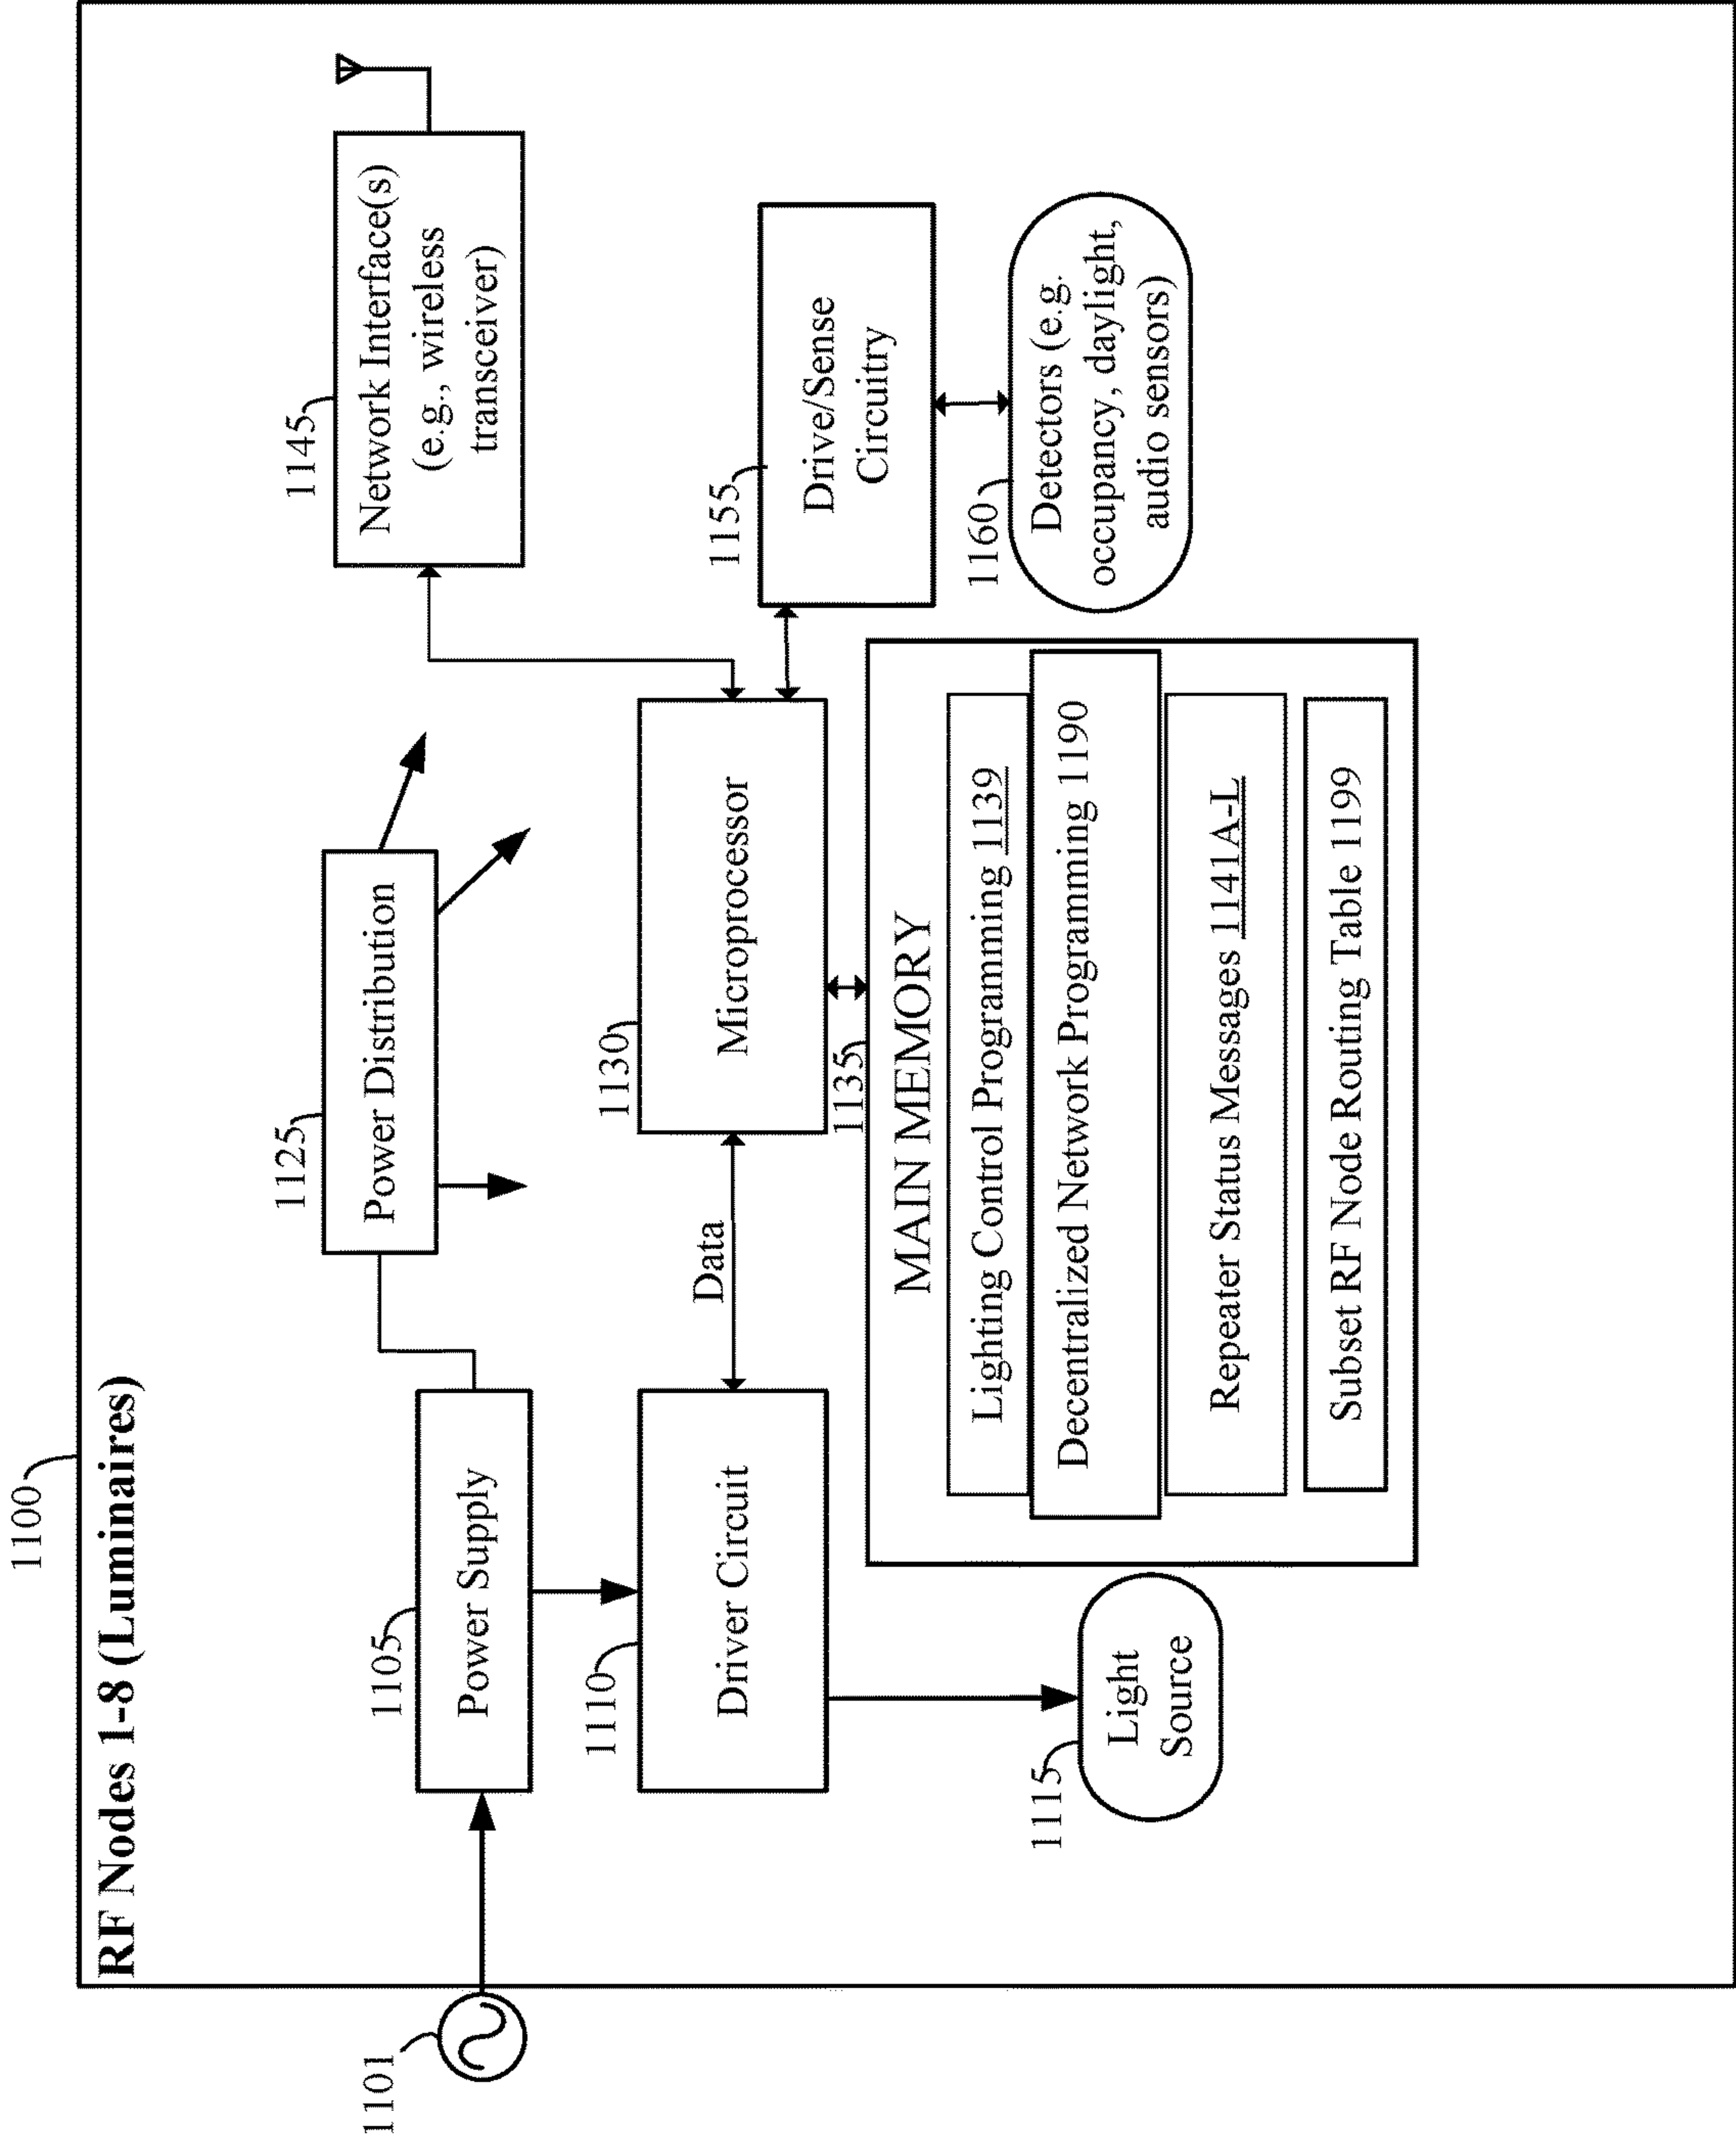 1100
RF Nodes 1-8 (Luminaires)
1101
1105
Power Supply
1125
Power Distribution
1145
Network Interface(s)
(e.g., wireless
transceiver)
1110
Driver Circuit
Data
1130
Microprocessor
1155
Drive/Sense
Circuitry
1115
Light
Source
1135
MAIN MEMORY
Lighting Control Programming 1139
Decentralized Network Programming 1190
Repeater Status Messages 1141A-L
Subset RF Node Routing Table 1199
1160
Detectors (e.g.
occupancy, daylight,
audio sensors)